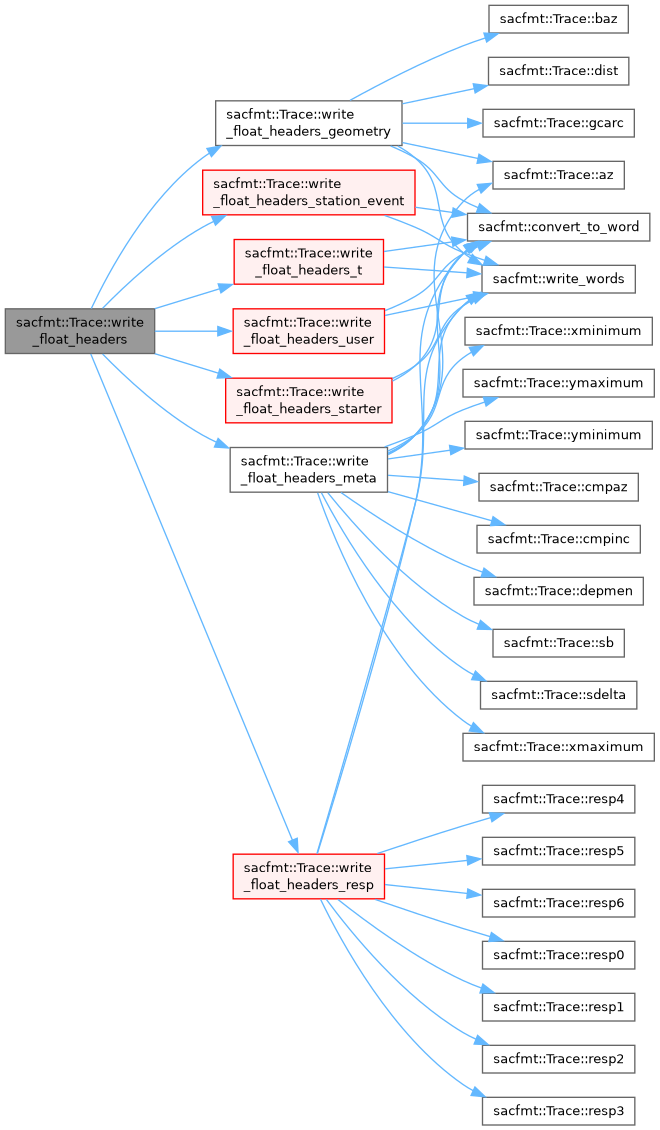 sacfmt::Trace::baz
sacfmt::Trace::dist
sacfmt::Trace::write
_float_headers_geometry
sacfmt::Trace::gcarc
sacfmt::Trace::az
sacfmt::Trace::write
_float_headers_station_event
sacfmt::convert_to_word
sacfmt::Trace::write
_float_headers_t
sacfmt::write_words
sacfmt::Trace::write
_float_headers
sacfmt::Trace::write
_float_headers_user
sacfmt::Trace::xminimum
sacfmt::Trace::ymaximum
sacfmt::Trace::write
_float_headers_starter
sacfmt::Trace::yminimum
sacfmt::Trace::write
_float_headers_meta
sacfmt::Trace::cmpaz
sacfmt::Trace::cmpinc
sacfmt::Trace::depmen
sacfmt::Trace::sb
sacfmt::Trace::sdelta
sacfmt::Trace::xmaximum
sacfmt::Trace::resp4
sacfmt::Trace::resp5
sacfmt::Trace::write
_float_headers_resp
sacfmt::Trace::resp6
sacfmt::Trace::resp0
sacfmt::Trace::resp1
sacfmt::Trace::resp2
sacfmt::Trace::resp3